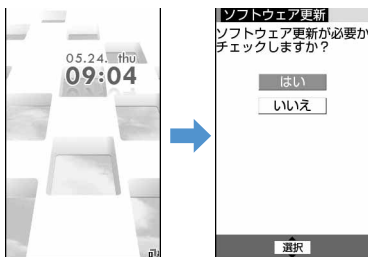 05.24. thu
09:04
ソフトウェア更新
ソフトウェア更新が必要か
チェックしますか？
はい
いいえ
選択